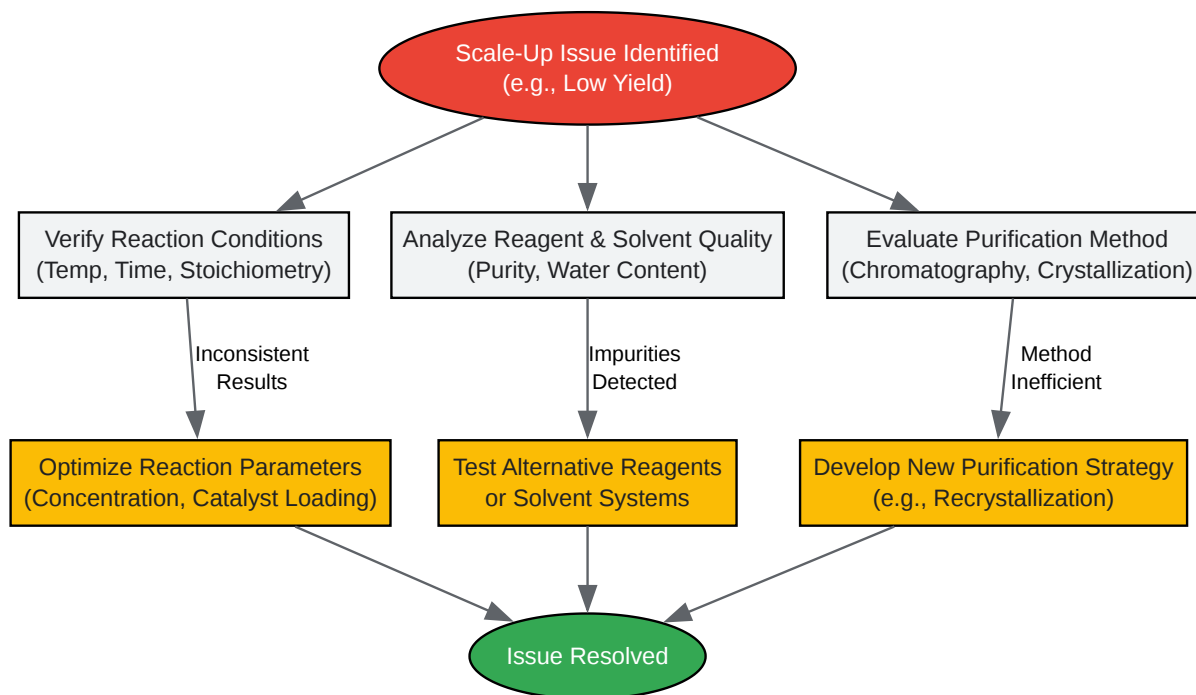 Scale-Up Issue Identified
(e.g., Low Yield)
Verify Reaction Conditions
(Temp, Time, Stoichiometry)
Analyze Reagent & Solvent Quality
(Purity, Water Content)
Evaluate Purification Method
(Chromatography, Crystallization)
Inconsistent
Results
Impurities
Detected
Method
Inefficient
Optimize Reaction Parameters
(Concentration, Catalyst Loading)
Test Alternative Reagents
or Solvent Systems
Develop New Purification Strategy
(e.g., Recrystallization)
Issue Resolved